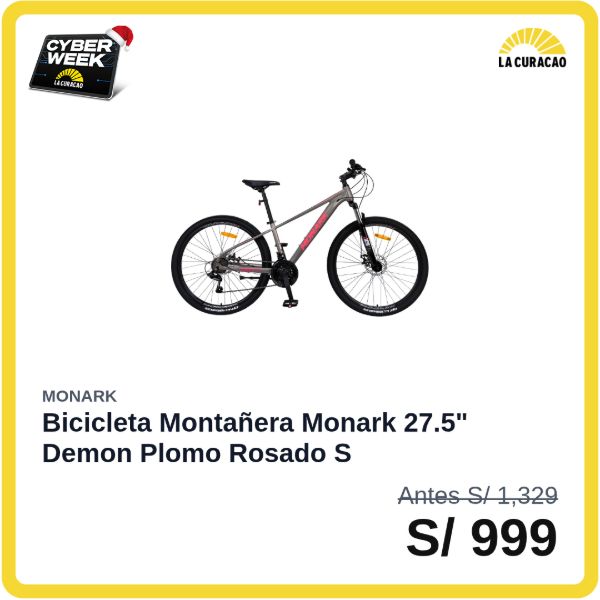 CYBER
WEEK
LA CURACAO
LA CURACAO
MONARK
MONARK
Bicicleta Montañera Monark 27.5"
Demon Plomo Rosado S
Antes S/ 1,329
S/ 999